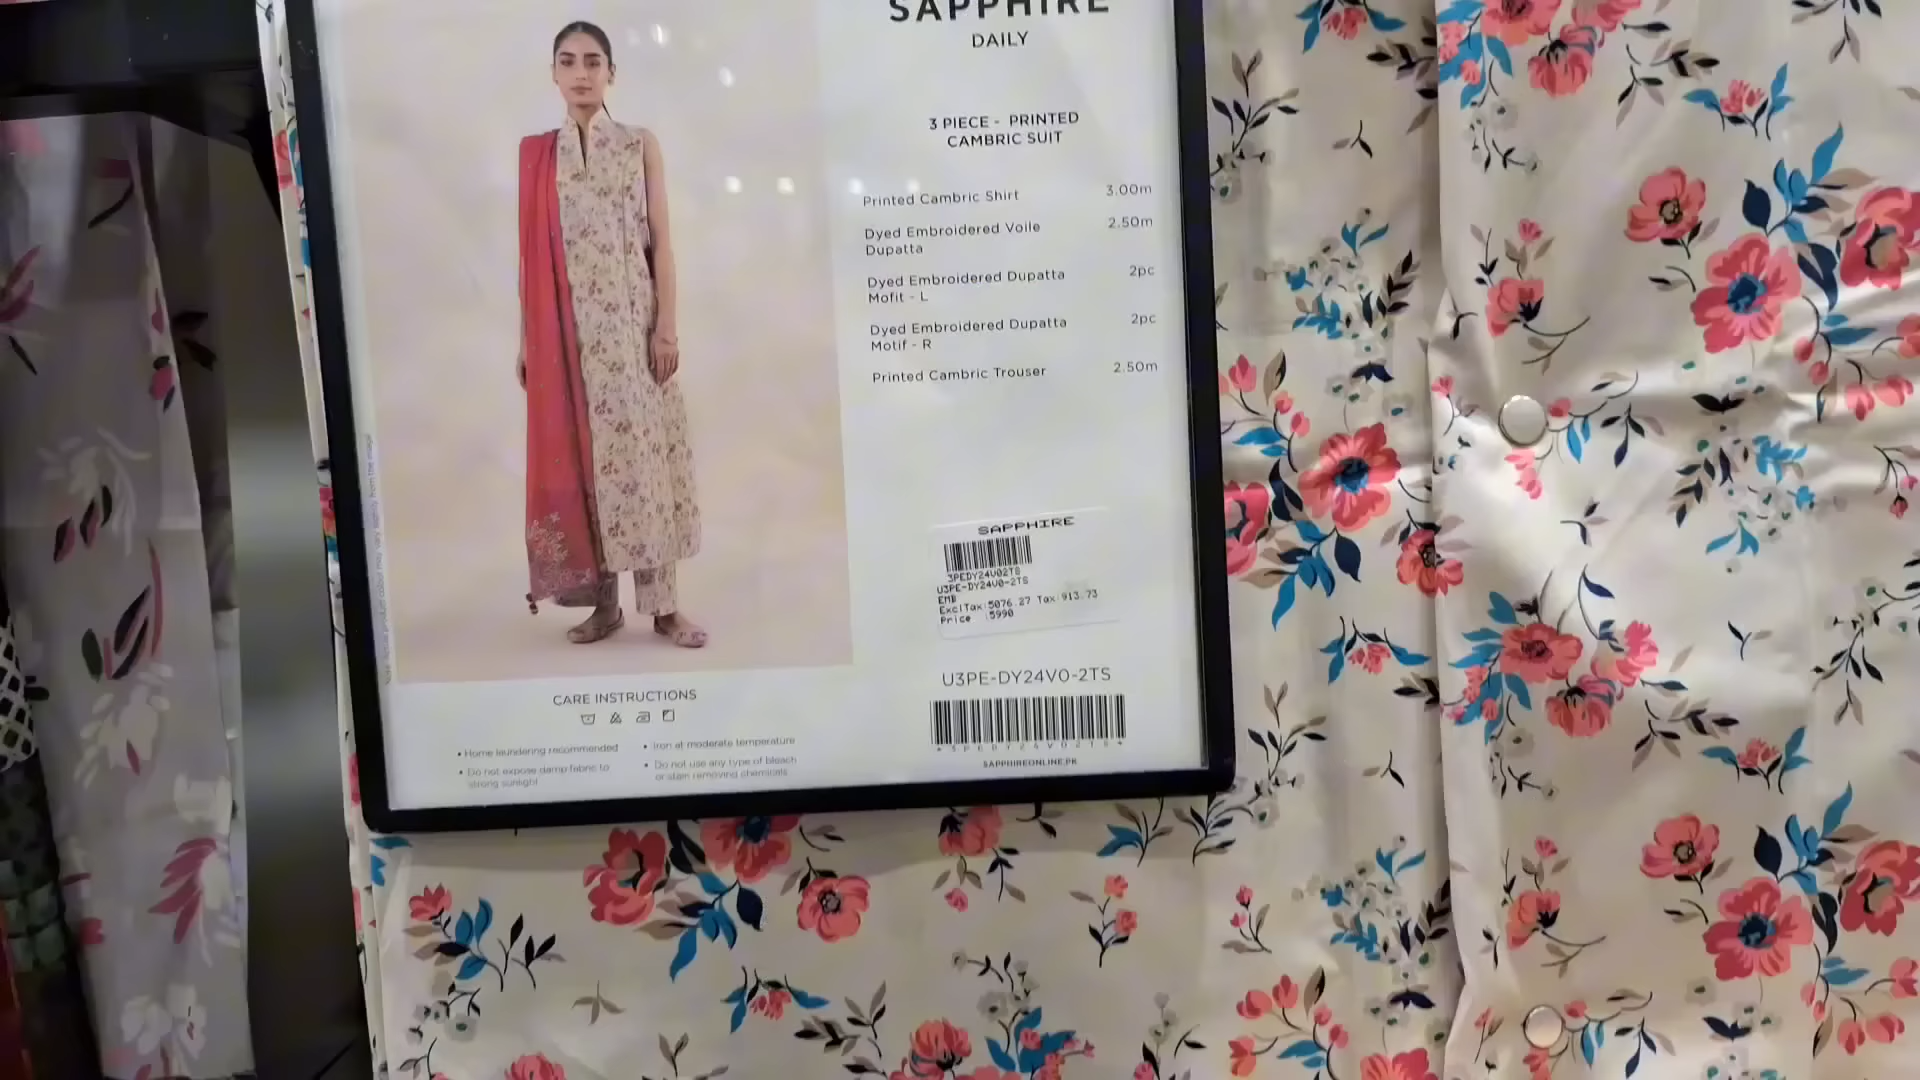 SAPPHIRE
DAILY
3 PIECE - PRINTED
CAMBRIC SUIT
Printed Cambric Shirt 3.00m
Dyed Embroidered Voile 2.50m
Dupatta
Dyed Embroidered Dupatta 2pc
Mofit - L
Dyed Embroidered Dupatta 2pc
Motif - R
Printed Cambric Trouser 2.50m
SAPPHIRE
3PEDY24V02TS
U3PE-DY24V0-2TS
EMB
ExclTax:5076.27 Tax:913.73
Price :5990
U3PE-DY24V0-2TS
SAPPHIREONLINE.PK
CARE INSTRUCTIONS
• Home laundering recommended
• Do not expose damp fabric to
strong sunlight
• Iron at moderate temperature
• Do not use any type of bleach
or stain removing chemicals